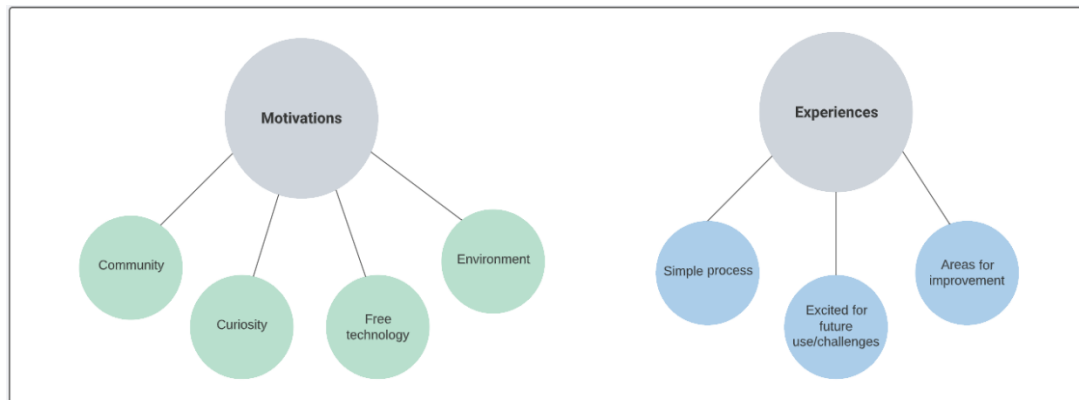 Motivations
Community
Curiosity
Free
technology
Environment
Experiences
Simple process
Excited for
future
use/challenges
Areas for
improvement